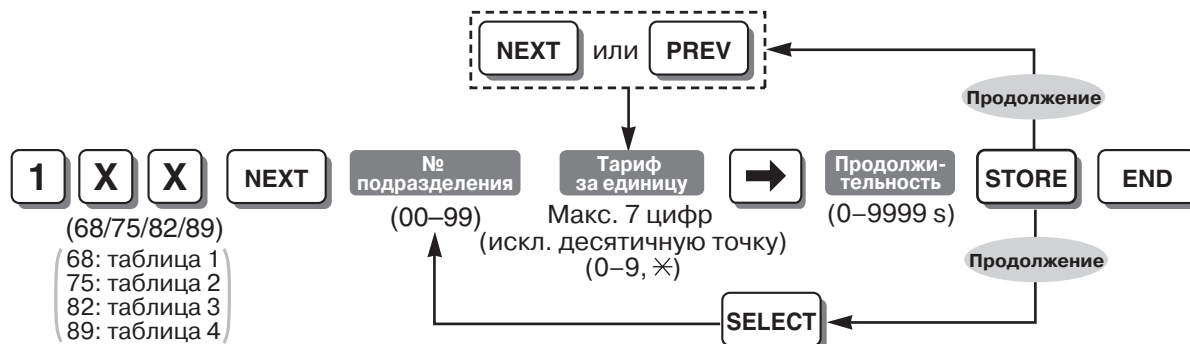 NEXT или PREV
Продолжение
1 X X NEXT
№
подразделения
Тариф
за единицу
➡
Продолжи-
тельность
STORE
END
(68/75/82/89)
68: таблица 1
75: таблица 2
82: таблица 3
89: таблица 4
(00–99)
Макс. 7 цифр
(искл. десятичную точку)
(0–9, ✳)
(0–9999 s)
Продолжение
SELECT